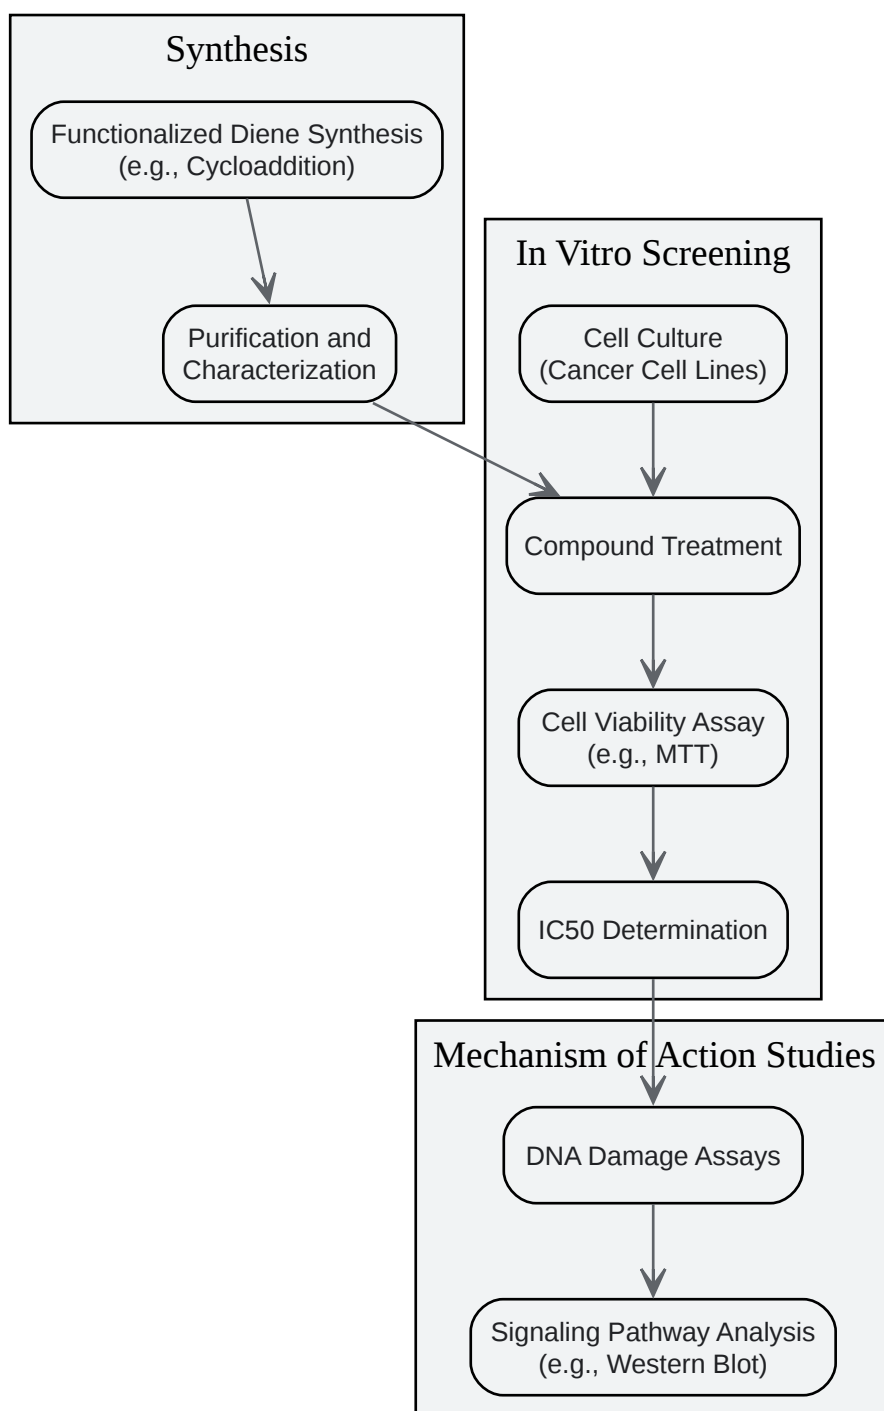 Synthesis
Functionalized Diene Synthesis
(e.g., Cycloaddition)
Purification and
Characterization
In Vitro Screening
Cell Culture
(Cancer Cell Lines)
Compound Treatment
Cell Viability Assay
(e.g., MTT)
IC50 Determination
Mechanism of Action Studies
DNA Damage Assays
Signaling Pathway Analysis
(e.g., Western Blot)